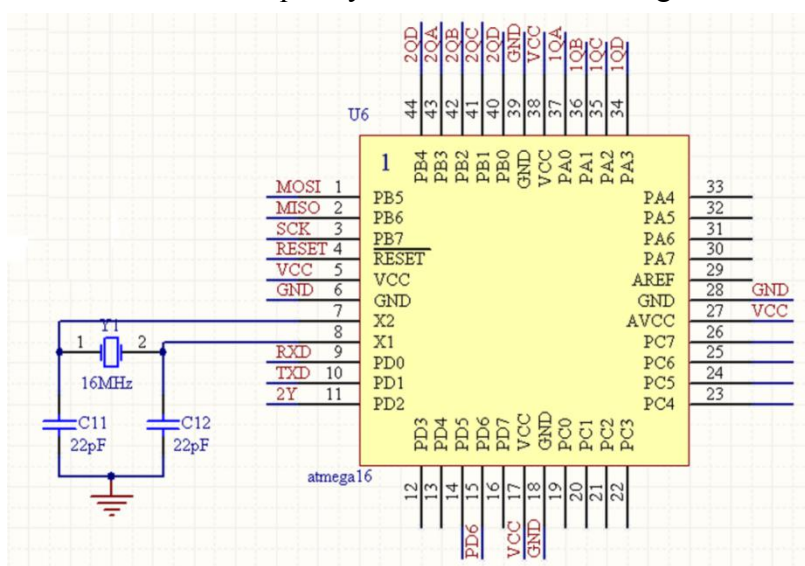 2QD 2QA 2QB 2QC 2QD GND VCC 1QA 1QB 1QC 1QD
44 43 42 41 40 39 38 37 36 35 34
U6
1
PB4 PB3 PB2 PB1 PB0 GND VCC PA0 PA1 PA2 PA3
MOSI 1 PB5
MISO 2 PB6
SCK 3 PB7
RESET 4 RESET
VCC 5 VCC
GND 6 GND
7 X2
8 X1
RXD 9 PD0
TXD 10 PD1
2Y 11 PD2
PA4 33
PA5 32
PA6 31
PA7 30
AREF 29
GND 28 GND
AVCC 27 VCC
PC7 26
PC6 25
PC5 24
PC4 23
Y1
1 2
16MHz
C11
22pF
C12
22pF
PD3 PD4 PD5 PD6 PD7 VCC GND PC0 PC1 PC2 PC3
atmega16
12 13 14 15 16 17 18 19 20 21 22
PD6 VCC GND